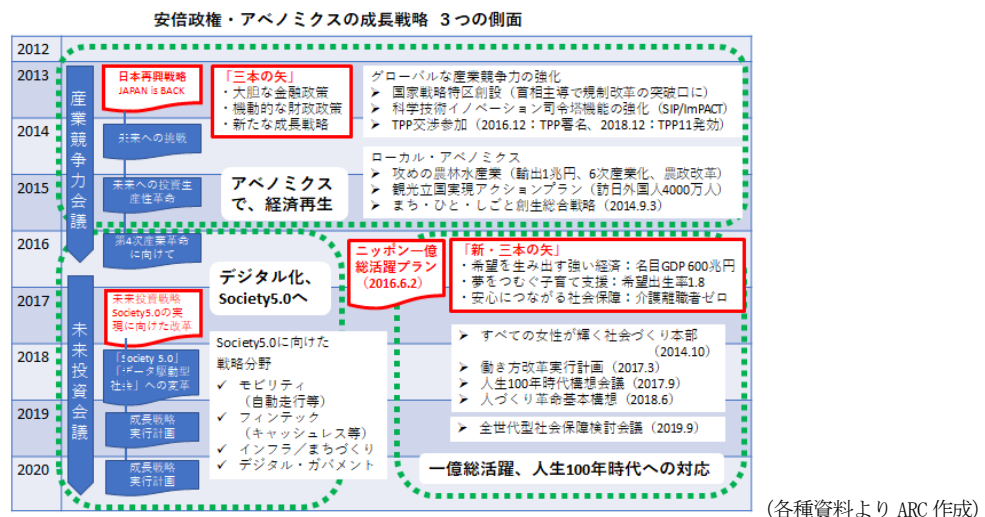 安倍政権・アベノミクスの成長戦略 3つの側面
2012
2013
2014
2015
2016
2017
2018
2019
2020
産業競争力会議
未来投資会議
日本再興戦略
JAPAN is BACK
未来への挑戦
未来への投資生
産性革命
第4次産業革命
に向けて
未来投資戦略
Society5.0の実
現に向けた改革
「Society 5.0」
「データ駆動型
社会」への変革
成長戦略
実行計画
成長戦略
実行計画
「三本の矢」
・大胆な金融政策
・機動的な財政政策
・新たな成長戦略
アベノミクス
で、経済再生
グローバルな産業競争力の強化
➤ 国家戦略特区創設（首相主導で規制改革の突破口に）
➤ 科学技術イノベーション司令塔機能の強化（SIP/ImPACT）
➤ TPP交渉参加（2016.12：TPP署名、2018.12：TPP11発効）
ローカル・アベノミクス
➤ 攻めの農林水産業（輸出1兆円、6次産業化、農政改革）
➤ 観光立国実現アクションプラン（訪日外国人4000万人）
➤ まち・ひと・しごと創生総合戦略（2014.9.3）
デジタル化、
Society5.0へ
Society5.0に向けた
戦略分野
✓ モビリティ
（自動走行等）
✓ フィンテック
（キャッシュレス等）
✓ インフラ／まちづくり
✓ デジタル・ガバメント
ニッポン一億
総活躍プラン
（2016.6.2）
「新・三本の矢」
・希望を生み出す強い経済：名目GDP600兆円
・夢をつむぐ子育て支援：希望出生率1.8
・安心につながる社会保障：介護離職者ゼロ
➤ すべての女性が輝く社会づくり本部
（2014.10）
➤ 働き方改革実行計画（2017.3）
➤ 人生100年時代構想会議（2017.9）
➤ 人づくり革命基本構想（2018.6）
➤ 全世代型社会保障検討会議（2019.9）
一億総活躍、人生100年時代への対応
（各種資料より ARC 作成）